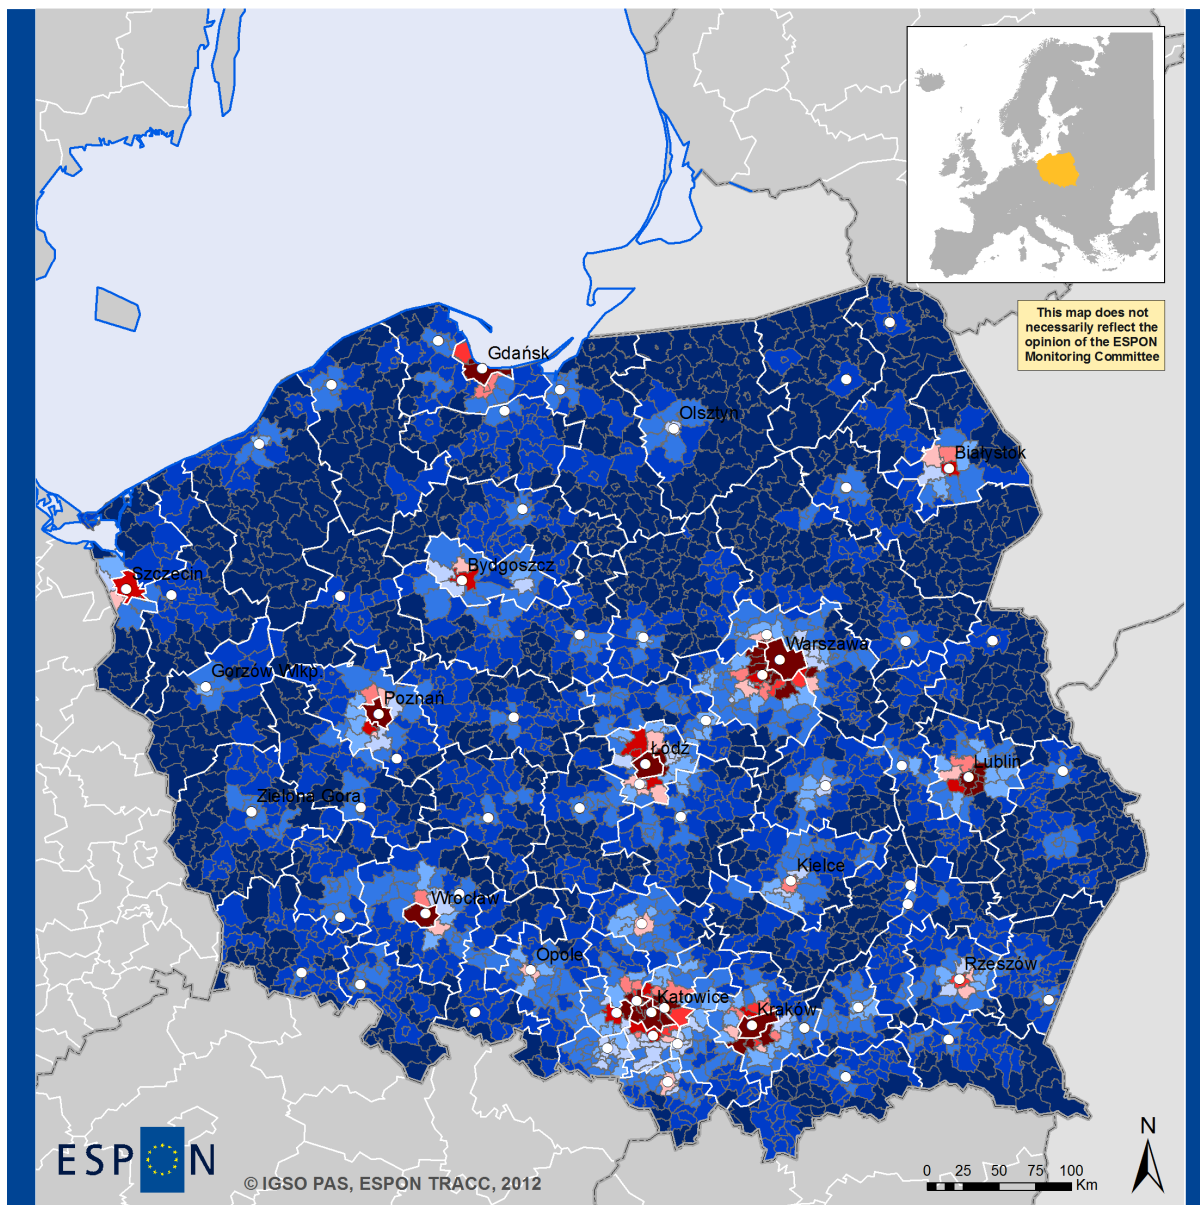 This map does not
necessarily reflect the
opinion of the ESPON
Monitoring Committee
Gdańsk
Olsztyn
Białystok
Szczecin
Bydgoszcz
Warszawa
Gorzów Wlkp.
Poznań
Łódź
Lublin
Zielona Góra
Kielce
Wrocław
Opole
Rzeszów
Katowice
Kraków
ESPON
© IGSO PAS, ESPON TRACC, 2012
N
0 25 50 75 100
Km